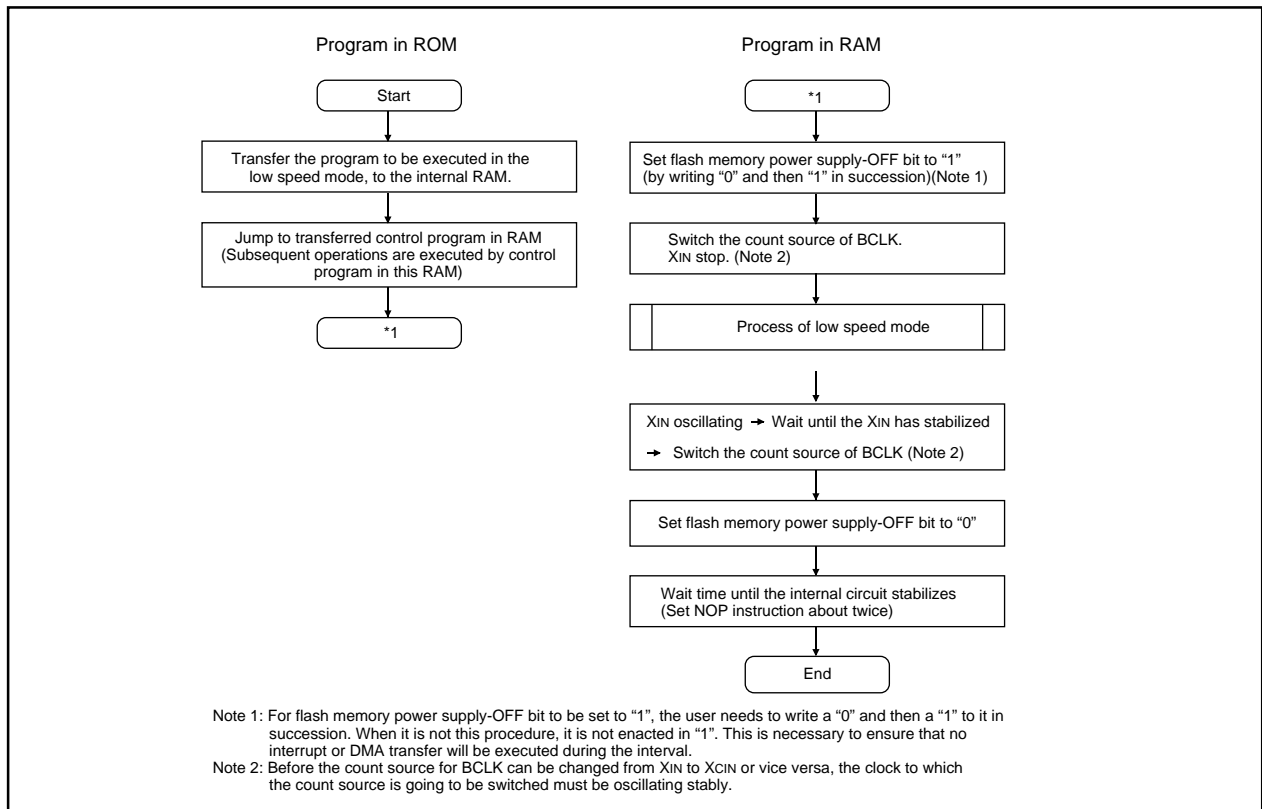 Program in ROM
Start
Transfer the program to be executed in the
low speed mode, to the internal RAM.
Jump to transferred control program in RAM
(Subsequent operations are executed by control
program in this RAM)
*1
Program in RAM
*1
Set flash memory power supply-OFF bit to “1”
(by writing “0” and then “1” in succession)(Note 1)
Switch the count source of BCLK.
XIN stop. (Note 2)
Process of low speed mode
XIN oscillating → Wait until the XIN has stabilized
→ Switch the count source of BCLK (Note 2)
Set flash memory power supply-OFF bit to “0”
Wait time until the internal circuit stabilizes
(Set NOP instruction about twice)
End
Note 1: For flash memory power supply-OFF bit to be set to “1”, the user needs to write a “0” and then a “1” to it in
succession. When it is not this procedure, it is not enacted in “1”. This is necessary to ensure that no
interrupt or DMA transfer will be executed during the interval.
Note 2: Before the count source for BCLK can be changed from XIN to XCIN or vice versa, the clock to which
the count source is going to be switched must be oscillating stably.